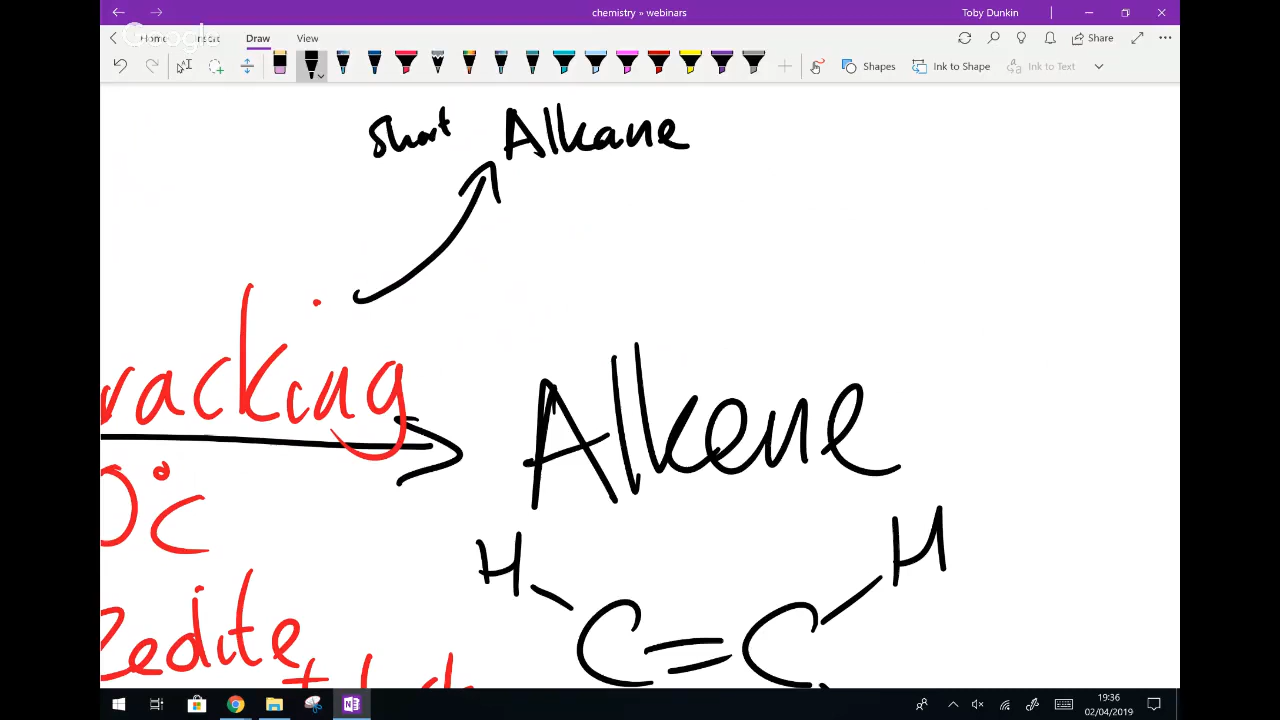 chemistry » webinars
Toby Dunkin
Google
Home Insert Draw View
Share
Shapes
Ink to Shape
Ink to Text
short Alkane
racking
Alkene
0°C
H H
C=C
Zeolite
19:36
02/04/2019